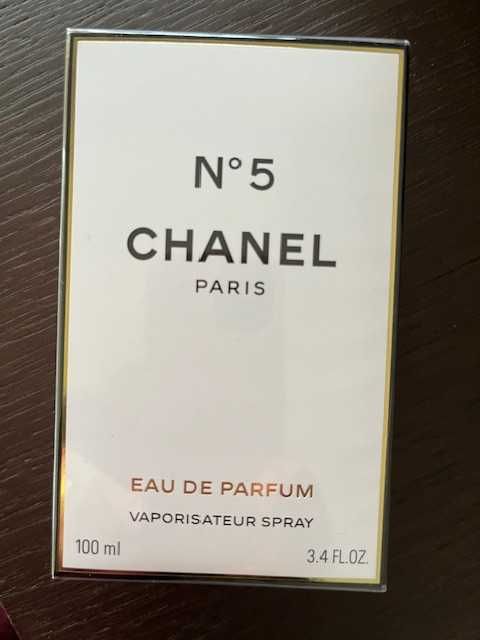 N°5
CHANEL
PARIS
EAU DE PARFUM
VAPORISATEUR SPRAY
100 ml 3.4 FL.OZ.